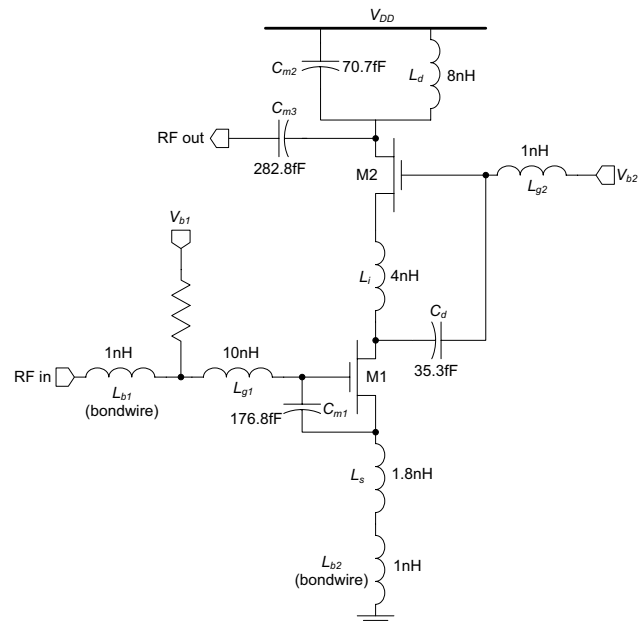 VDD
Cm2
70.7fF
Ld
8nH
Cm3
RF out
282.8fF
M2
1nH
Vb2
Lg2
Vb1
Li
4nH
Cd
35.3fF
1nH
10nH
RF in
Lb1
(bondwire)
Lg1
M1
Cm1
176.8fF
Ls
1.8nH
Lb2
(bondwire)
1nH